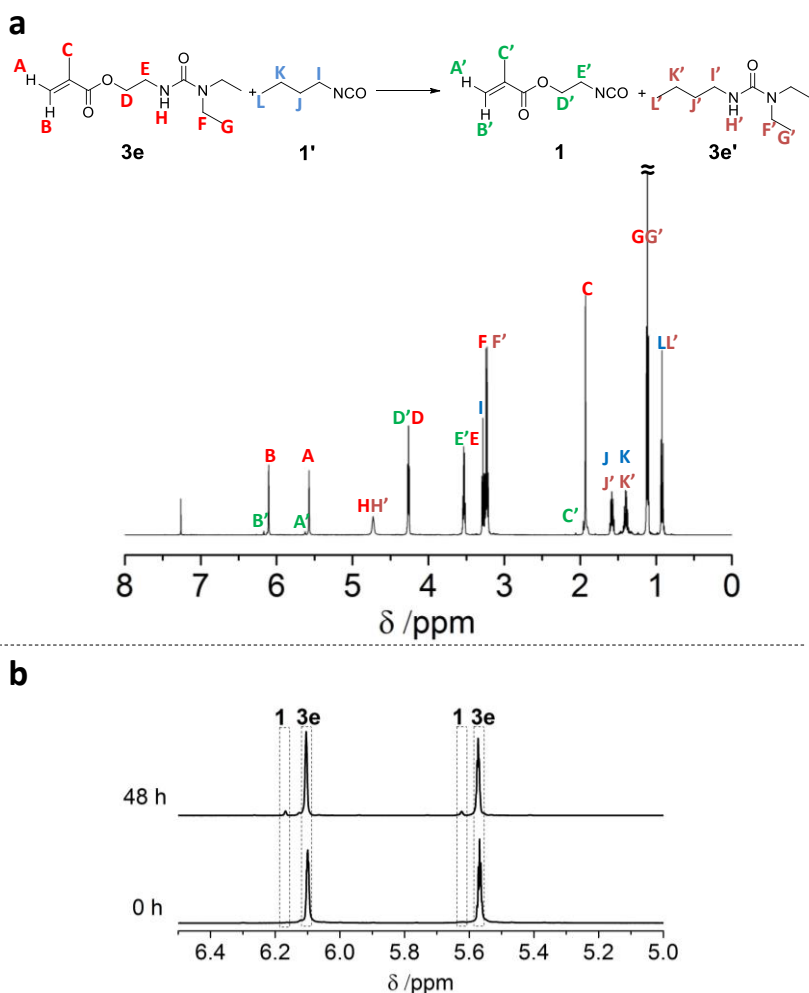 a
C
A
H
O
O
E
N
H
O
N
D
H
B
O
F
G
3e
+
K
I
NCO
L
J
1'
C’
A’
H
O
E’
NCO
D’
H
O
B’
1
+
K’
I’
O
N
H
N
L’
J’
H’
F’
G’
3e'
≈
GG’
C
F F’
LL’
I
D’D
B
A
E’E
J
K
J’
K’
HH’
B’
A’
C’
8 7 6 5 4 3 2 1 0
δ /ppm
b
1 3e 1 3e
48 h
0 h
6.4 6.2 6.0 5.8 5.6 5.4 5.2 5.0
δ /ppm